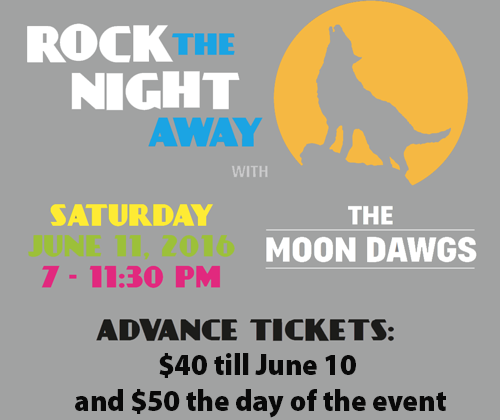 ROCK THE
NIGHT
AWAY
WITH
SATURDAY
JUNE 11, 2016
7 - 11:30 PM
THE
MOON DAWGS
ADVANCE TICKETS:
$40 till June 10
and $50 the day of the event